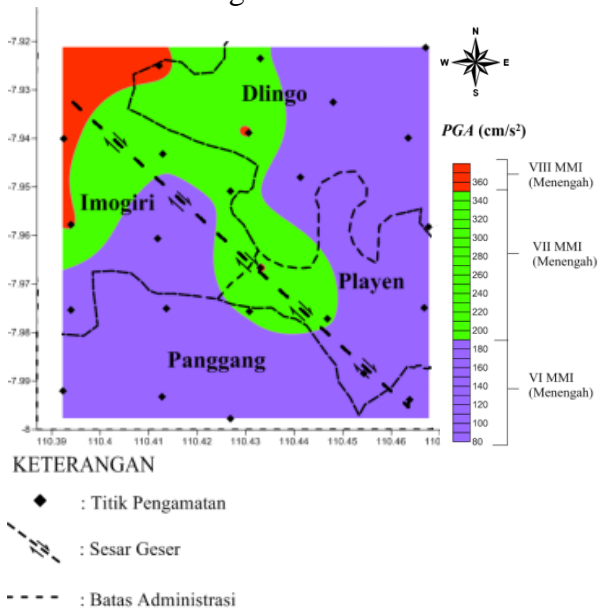 -7.92
-7.93
-7.94
-7.95
-7.96
-7.97
-7.98
-7.99
-8
110.39 110.4 110.41 110.42 110.43 110.44 110.45 110.46
Dlingo
Imogiri
Playen
Panggang
N
W E
S
PGA (cm/s²)
360
340
320
300
280
260
240
220
200
180
160
140
120
100
80
VIII MMI
(Menengah)
VII MMI
(Menengah)
VI MMI
(Menengah)
KETERANGAN
: Titik Pengamatan
: Sesar Geser
: Batas Administrasi